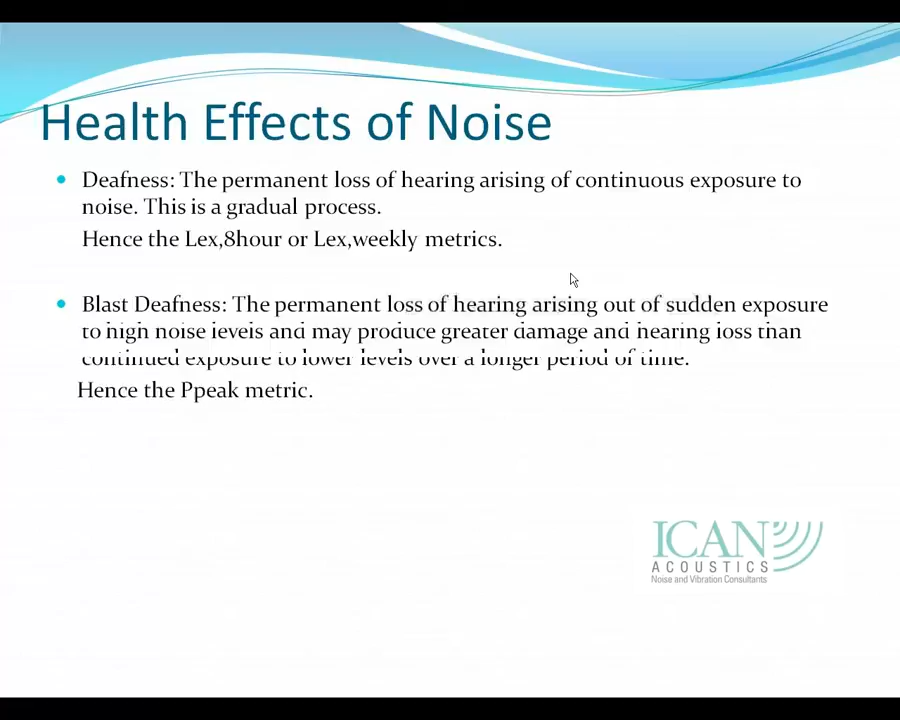 Health Effects of Noise
Deafness: The permanent loss of hearing arising of continuous exposure to
noise. This is a gradual process.
Hence the Lex,8hour or Lex,weekly metrics.
Blast Deafness: The permanent loss of hearing arising out of sudden exposure
to high noise levels and may produce greater damage and hearing loss than
continued exposure to lower levels over a longer period of time.
Hence the Ppeak metric.
ICAN
ACOUSTICS
Noise and Vibration Consultants